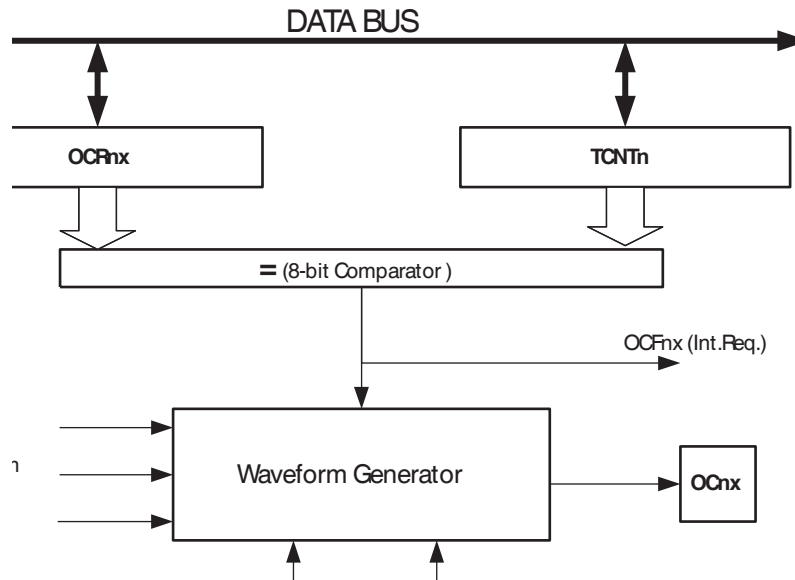 DATA BUS
OCRnx
TCNTn
= (8-bit Comparator )
OCFnx (Int.Req.)
Waveform Generator
OCnx